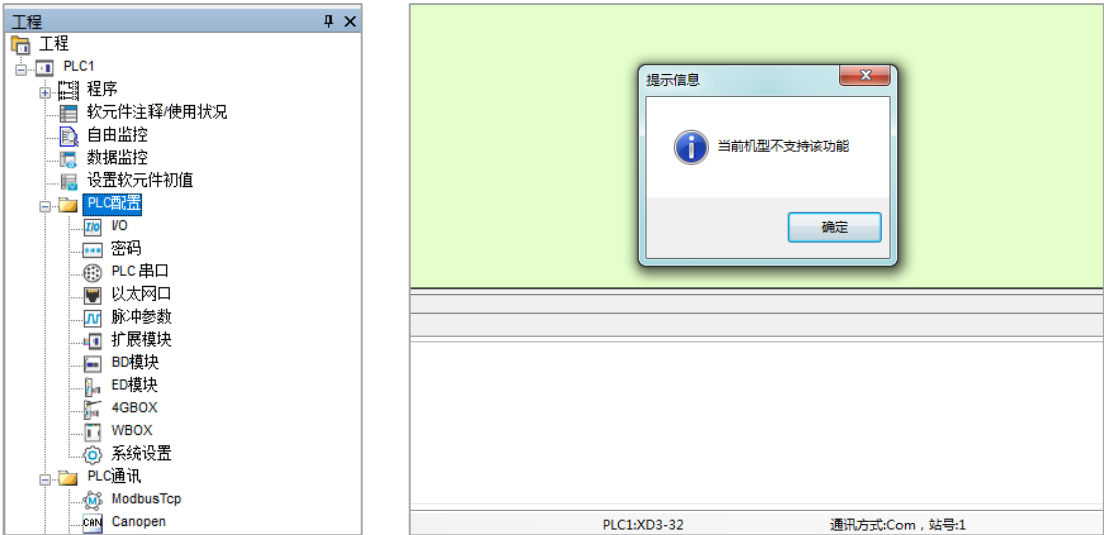 工程
工程
PLC1
程序
软元件注释/使用状况
自由监控
数据监控
设置软元件初值
PLC配置
I/O
I/O
密码
PLC 串口
以太网口
脉冲参数
扩展模块
BD模块
ED模块
4GBOX
WBOX
系统设置
PLC通讯
M
ModbusTcp
CAN
Canopen
提示信息
当前机型不支持该功能
确定
PLC1:XD3-32
通讯方式:Com，站号:1